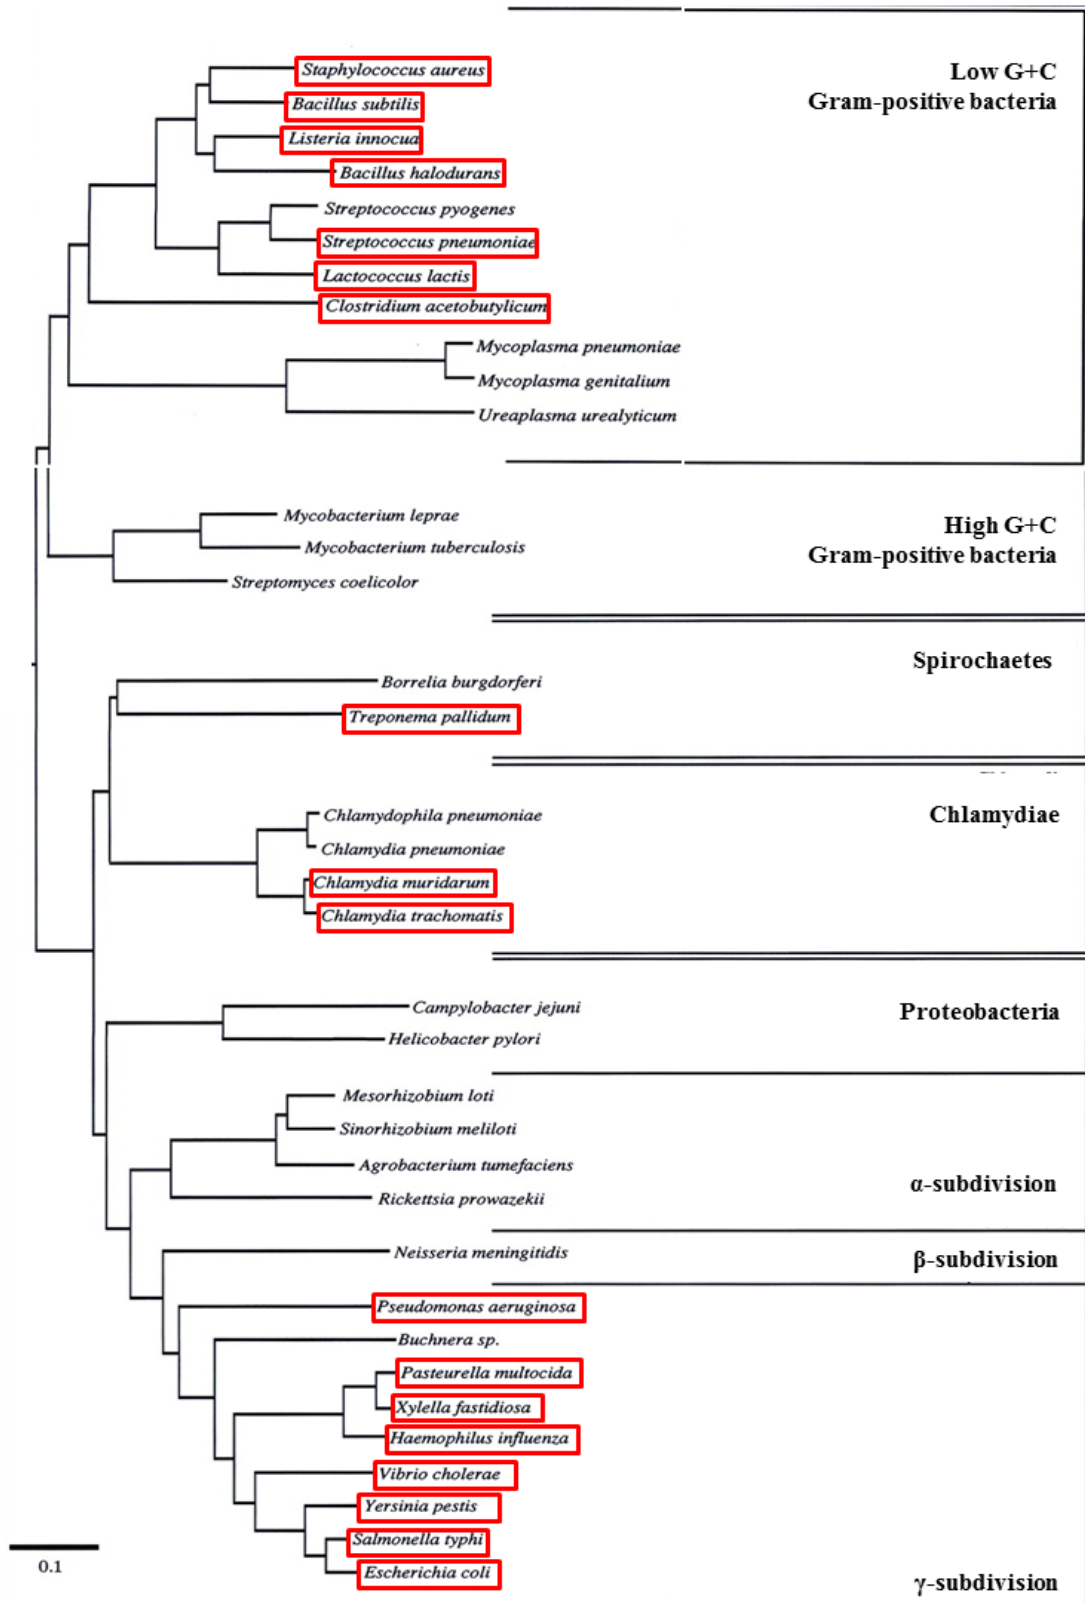 Staphylococcus aureus
Low G+C
Bacillus subtilis
Gram-positive bacteria
Listeria innocua
Bacillus halodurans
Streptococcus pyogenes
Streptococcus pneumoniae
Lactococcus lactis
Clostridium acetobutylicum
Mycoplasma pneumoniae
Mycoplasma genitalium
Ureaplasma urealyticum
Mycobacterium leprae
High G+C
Mycobacterium tuberculosis
Gram-positive bacteria
Streptomyces coelicolor
Spirochaetes
Borrelia burgdorferi
Treponema pallidum
Chlamydophila pneumoniae
Chlamydiae
Chlamydia pneumoniae
Chlamydia muridarum
Chlamydia trachomatis
Campylobacter jejuni
Proteobacteria
Helicobacter pylori
Mesorhizobium loti
Sinorhizobium meliloti
Agrobacterium tumefaciens
α-subdivision
Rickettsia prowazekii
Neisseria meningitidis
β-subdivision
Pseudomonas aeruginosa
Buchnera sp.
Pasteurella multocida
Xylella fastidiosa
Haemophilus influenza
Vibrio cholerae
Yersinia pestis
Salmonella typhi
0.1
Escherichia coli
γ-subdivision